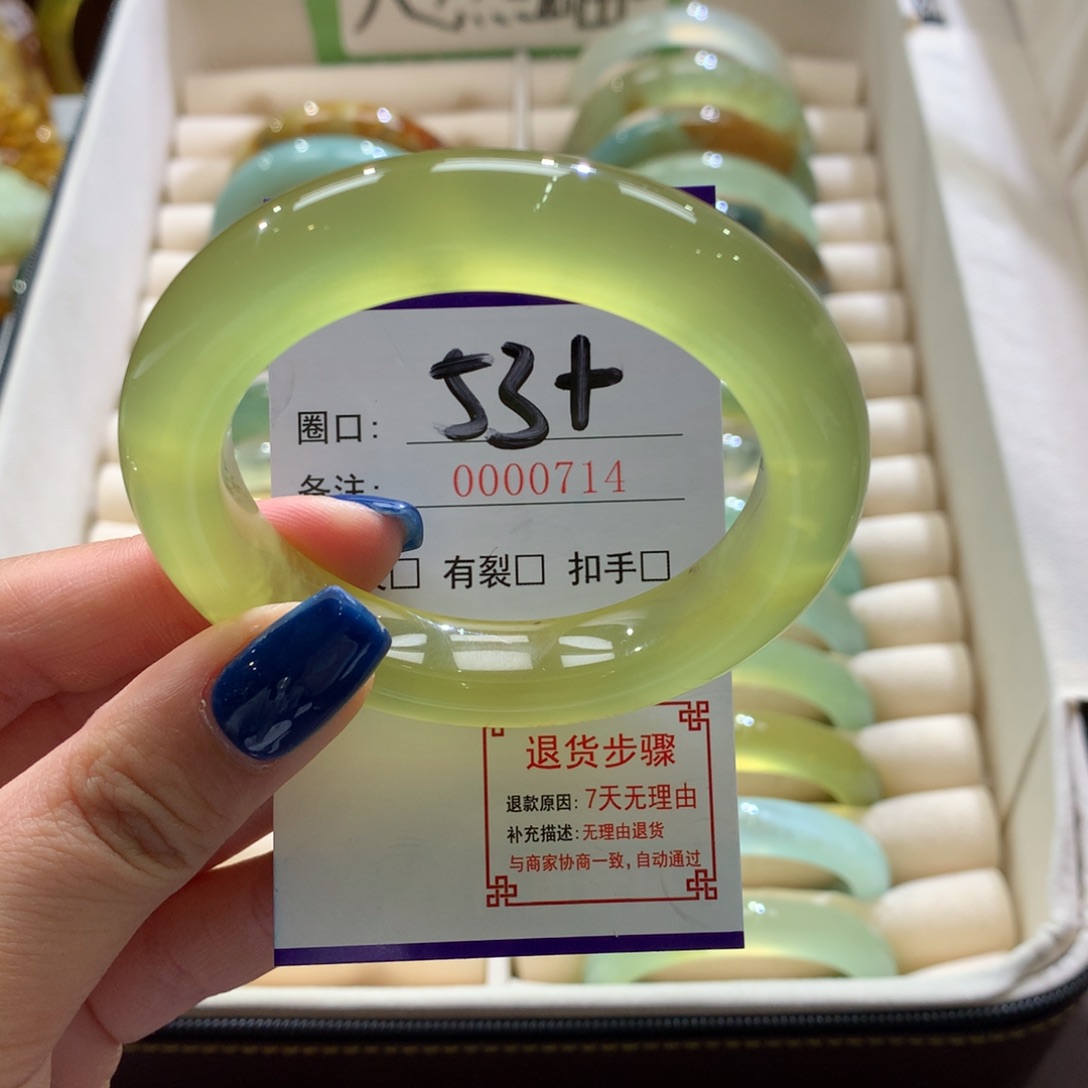 圈口: 53+
备注: 0000714
有裂□ 扣手□
退货步骤
退款原因: 7天无理由
补充描述: 无理由退货
与商家协商一致, 自动通过